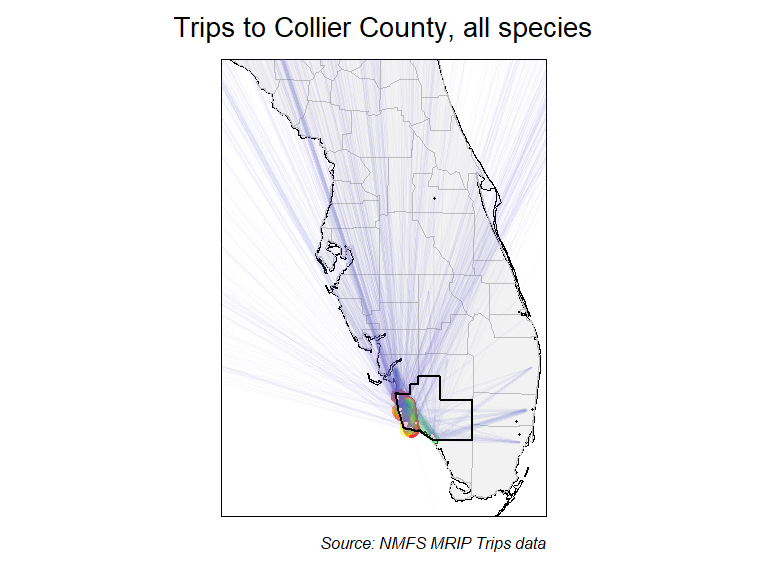 Trips to Collier County, all species
Source: NMFS MRIP Trips data